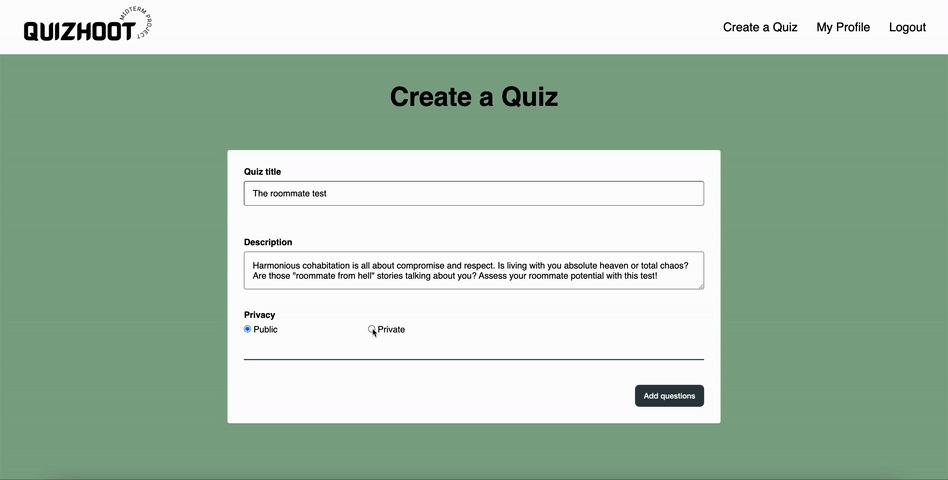 QUIZHOOT
MIDTERM PROJECT
Create a Quiz
My Profile
Logout
Create a Quiz
Quiz title
The roommate test
Description
Harmonious cohabitation is all about compromise and respect. Is living with you absolute heaven or total chaos?
Are those "roommate from hell" stories talking about you? Assess your roommate potential with this test!
Privacy
Public
Private
Add questions